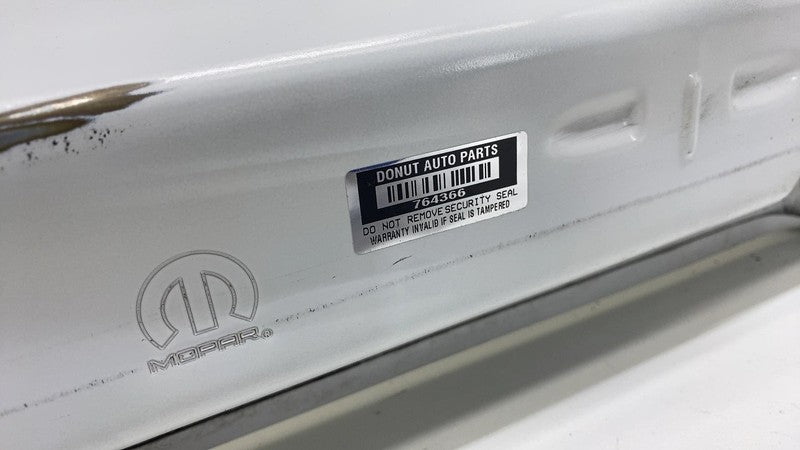 DONUT AUTO PARTS
764366
DO NOT REMOVE SECURITY SEAL
WARRANTY INVALID IF SEAL IS TAMPERED
MOPAR®